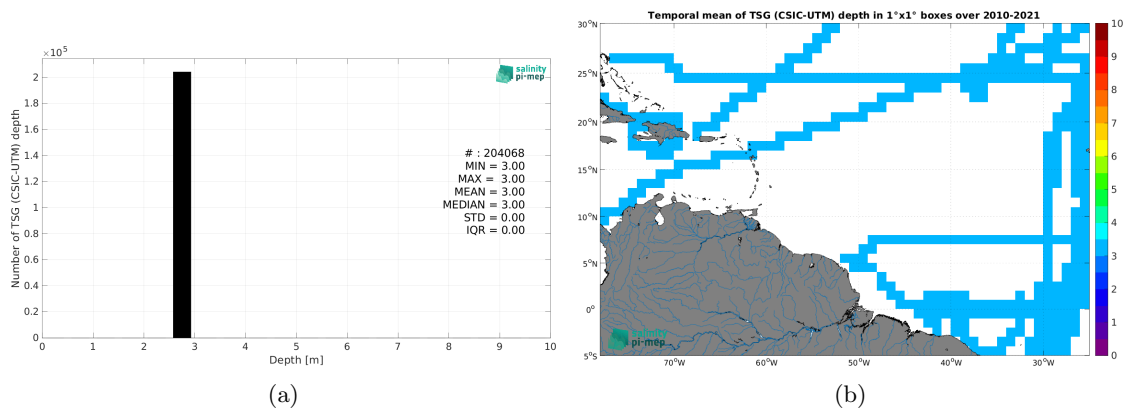 ×10⁵
2
1.8
1.6
1.4
1.2
1
0.8
0.6
0.4
0.2
0
Number of TSG (CSIC-UTM) depth
0 1 2 3 4 5 6 7 8 9 10
Depth [m]
salinity
pi-mep
# : 204068
MIN = 3.00
MAX = 3.00
MEAN = 3.00
MEDIAN = 3.00
STD = 0.00
IQR = 0.00
(a)
Temporal mean of TSG (CSIC-UTM) depth in 1°x1° boxes over 2010-2021
30°N
25°N
20°N
15°N
10°N
5°N
0°
5°S
70°W 60°W 50°W 40°W 30°W
salinity
pi-mep
10
9
8
7
6
5
4
3
2
1
0
(b)